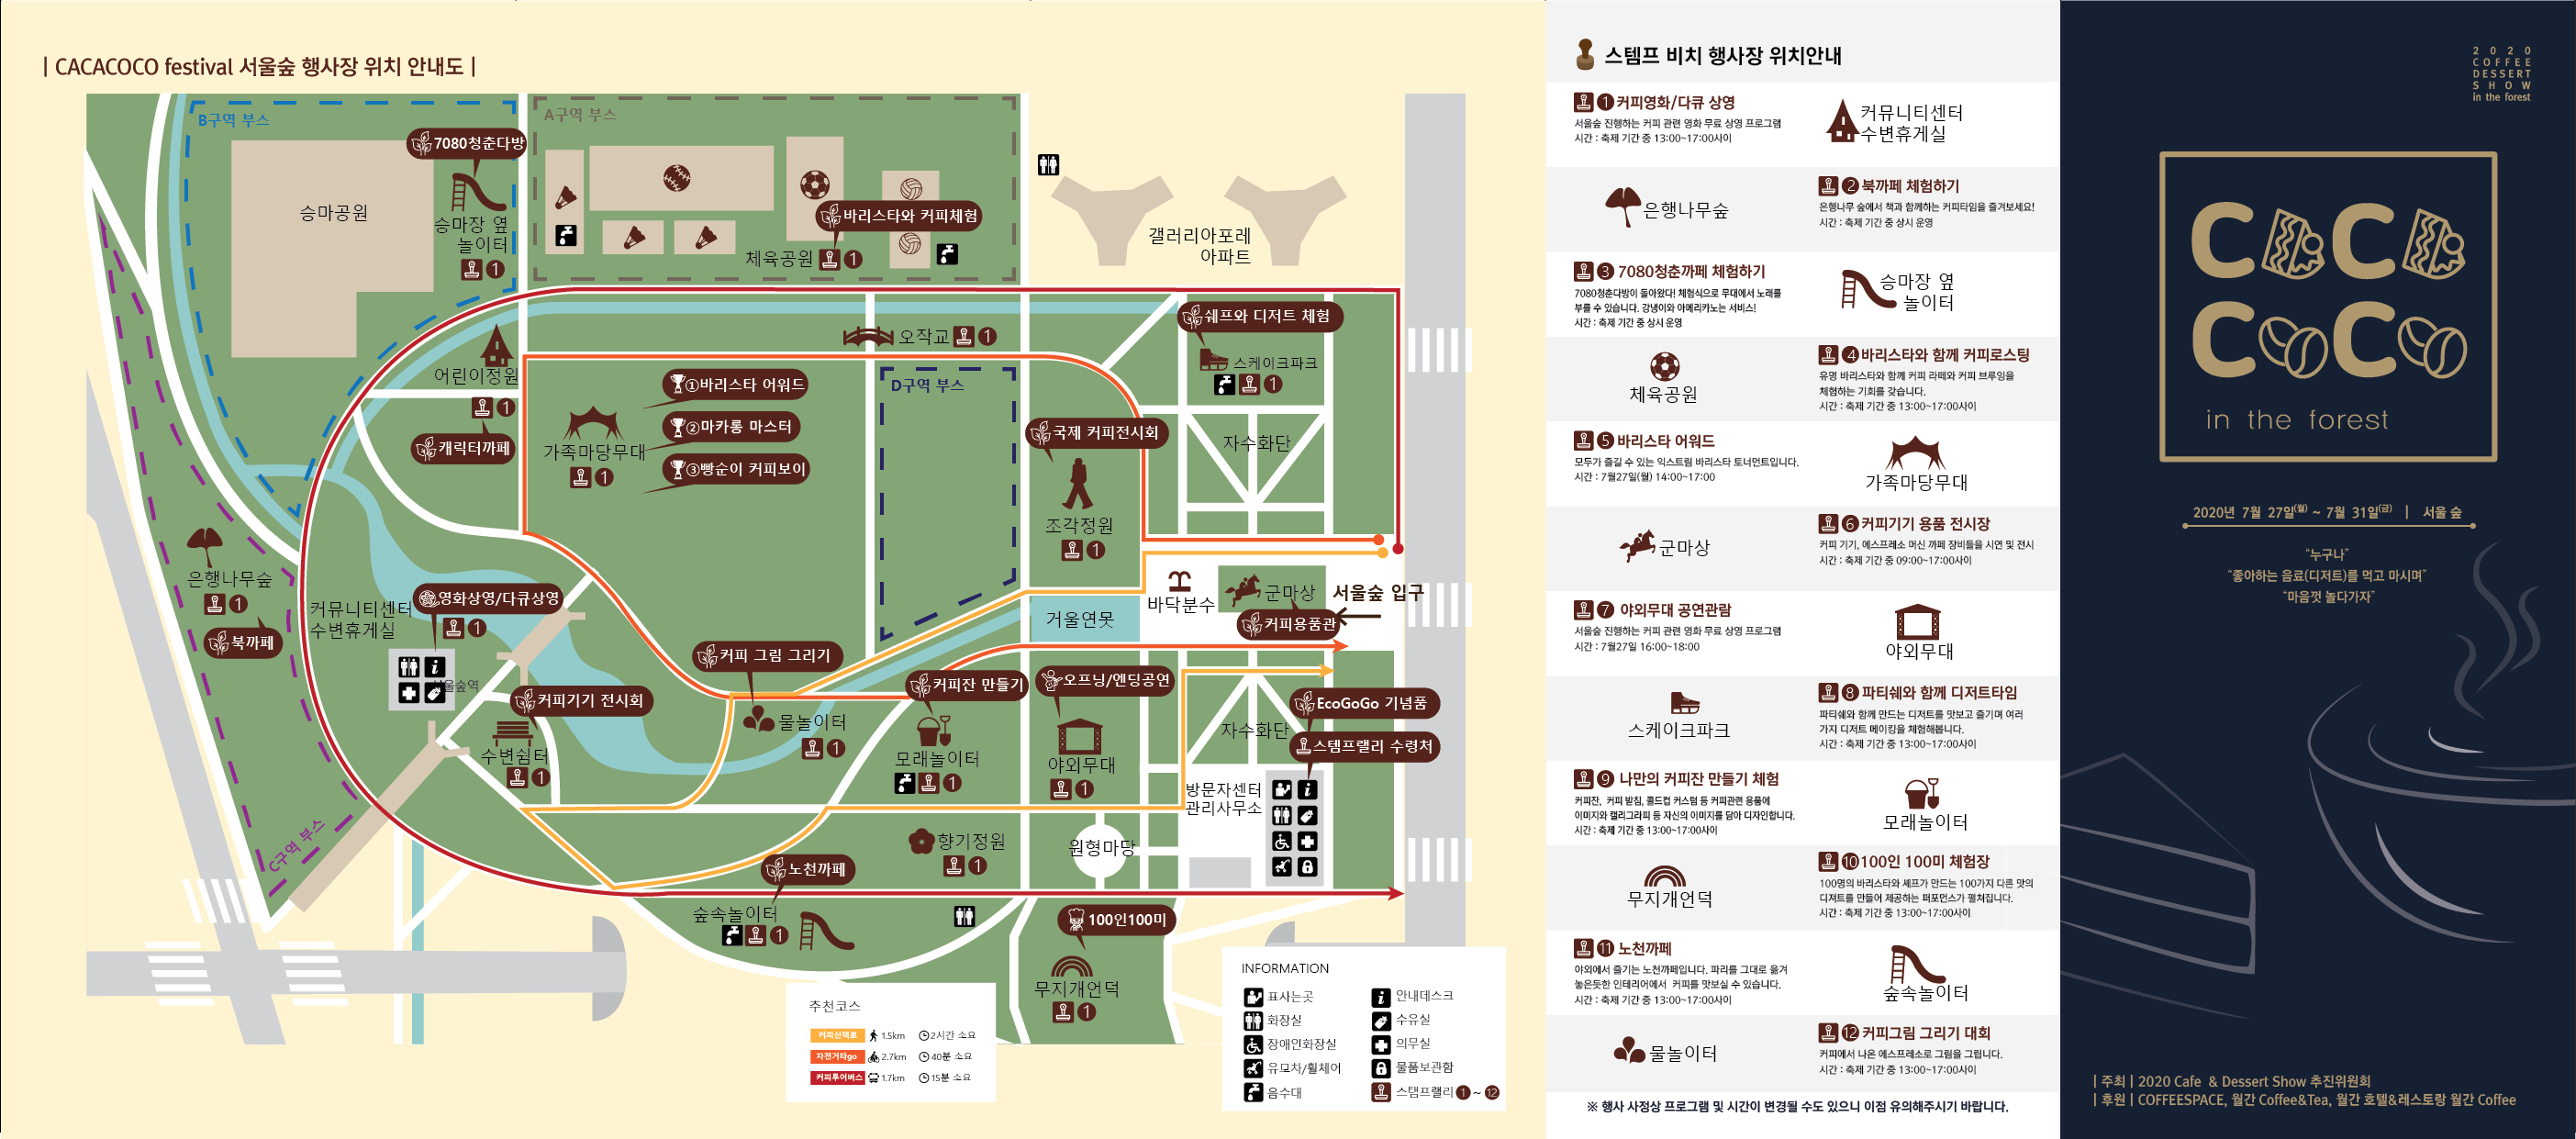 | CACACOCO festival 서울숲 행사장 위치 안내도 |
B구역 부스
7080청춘다방
승마공원
승마장 옆
놀이터
1
A구역 부스
바리스타와 커피체험
체육공원
1
갤러리아포레
아파트
어린이정원
1
캐릭터까페
오작교
1
쉐프와 디저트 체험
스케이크파크
1
①바리스타 어워드
②마카롱 마스터
③빵순이 커피보이
가족마당무대
1
D구역 부스
국제 커피전시회
조각정원
1
자수화단
은행나무숲
1
북까페
커뮤니티센터
수변휴게실
영화상영/다큐상영
1
서울숲역
바닥분수
군마상
서울숲 입구
커피용품관
거울연못
커피 그림 그리기
물놀이터
1
커피기기 전시회
수변쉼터
1
커피잔 만들기
모래놀이터
1
오프닝/엔딩공연
야외무대
1
EcoGoGo 기념품
자수화단
스템프랠리 수령처
방문자센터
관리사무소
C구역 부스
향기정원
1
원형마당
노천까페
숲속놀이터
1
100인100미
무지개언덕
1
추천코스
커피산책로 1.5km 2시간 소요
자전거타go 2.7km 40분 소요
커피투어버스 1.7km 15분 소요
INFORMATION
표사는곳
화장실
장애인화장실
유모차/휠체어
음수대
안내데스크
수유실
의무실
물품보관함
스탬프랠리 1 ~ 12
스템프 비치 행사장 위치안내
1 커피영화/다큐 상영
서울숲 진행하는 커피 관련 영화 무료 상영 프로그램
시간 : 축제 기간 중 13:00~17:00사이
커뮤니티센터
수변휴게실
은행나무숲
2 북까페 체험하기
은행나무 숲에서 책과 함께하는 커피타임을 즐겨보세요!
시간 : 축제 기간 중 상시 운영
3 7080청춘까페 체험하기
7080청춘다방이 돌아왔다! 체험식으로 무대에서 노래를
부를 수 있습니다. 강냉이와 아메리카노는 서비스!
시간 : 축제 기간 중 상시 운영
승마장 옆
놀이터
체육공원
4 바리스타와 함께 커피로스팅
유명 바리스타와 함께 커피 라떼와 커피 브루잉을
체험하는 기회를 갖습니다.
시간 : 축제 기간 중 13:00~17:00사이
5 바리스타 어워드
모두가 즐길 수 있는 익스트림 바리스타 토너먼트입니다.
시간 : 7월27일(월) 14:00~17:00
가족마당무대
군마상
6 커피기기 용품 전시장
커피 기기, 에스프레소 머신 까페 장비들을 시연 및 전시
시간 : 축제 기간 중 09:00~17:00사이
7 야외무대 공연관람
서울숲 진행하는 커피 관련 영화 무료 상영 프로그램
시간 : 7월27일 16:00~18:00
야외무대
스케이크파크
8 파티쉐와 함께 디저트타임
파티쉐와 함께 만드는 디저트를 맛보고 즐기며 여러
가지 디저트 메이킹을 체험해봅니다.
시간 : 축제 기간 중 13:00~17:00사이
9 나만의 커피잔 만들기 체험
커피잔, 커피 받침, 콜드컵 커스텀 등 커피관련 용품에
이미지와 캘리그라피 등 자신의 이미지를 담아 디자인합니다.
시간 : 축제 기간 중 13:00~17:00사이
모래놀이터
무지개언덕
10 100인 100미 체험장
100명의 바리스타와 셰프가 만드는 100가지 다른 맛의
디저트를 만들어 제공하는 퍼포먼스가 펼쳐집니다.
시간 : 축제 기간 중 13:00~17:00사이
11 노천까페
야외에서 즐기는 노천까페입니다. 파리를 그대로 옮겨
놓은듯한 인테리어에서 커피를 맛보실 수 있습니다.
시간 : 축제 기간 중 13:00~17:00사이
숲속놀이터
물놀이터
12 커피그림 그리기 대회
커피에서 나온 에스프레소로 그림을 그립니다.
시간 : 축제 기간 중 13:00~17:00사이
※ 행사 사정상 프로그램 및 시간이 변경될 수도 있으니 이점 유의해주시기 바랍니다.
2020
COFFEE
DESSERT
SHOW
in the forest
CC
CC
in the forest
2020년 7월 27일(월) ~ 7월 31일(금) | 서울 숲
“누구나”
“좋아하는 음료(디저트)를 먹고 마시며”
“마음껏 놀다가자”
| 주최 | 2020 Cafe & Dessert Show 추진위원회
| 후원 | COFFEESPACE, 월간 Coffee&Tea, 월간 호텔&레스토랑 월간 Coffee